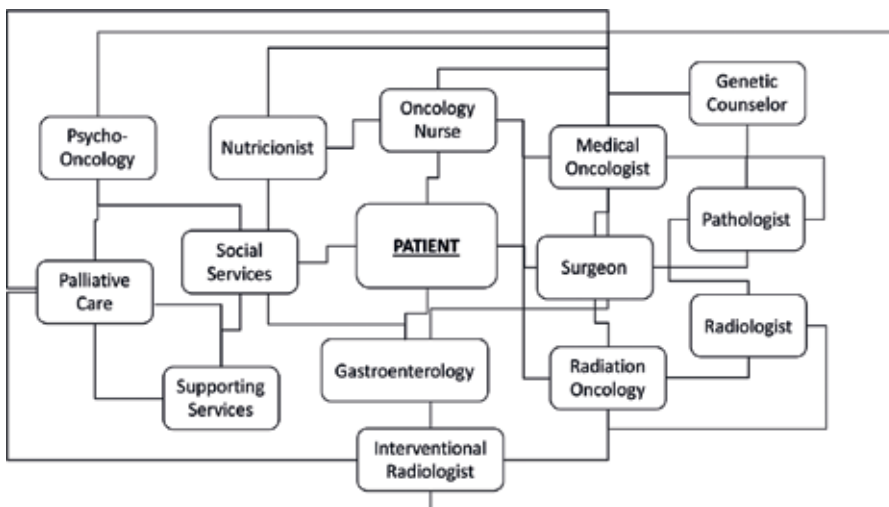 Genetic
Counselor
Oncology
Nurse
Psycho-
Oncology
Nutricionist
Medical
Oncologist
Pathologist
PATIENT
Social
Services
Surgeon
Palliative
Care
Radiologist
Gastroenterology
Radiation
Oncology
Supporting
Services
Interventional
Radiologist